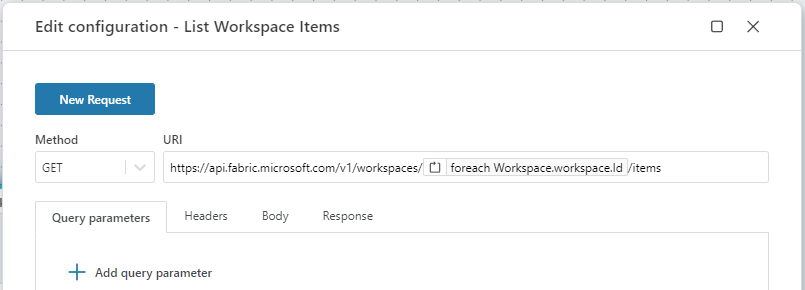 Edit configuration - List Workspace Items
New Request
Method
URI
GET
https://api.fabric.microsoft.com/v1/workspaces/ foreach Workspace.workspace.Id /items
Query parameters
Headers
Body
Response
Add query parameter